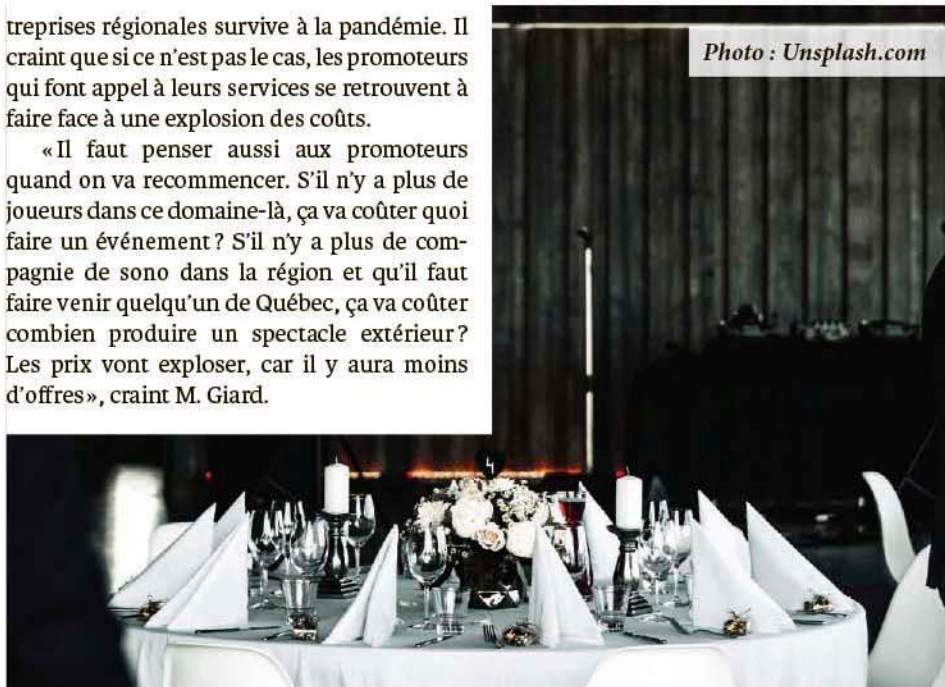 treprises régionales survive à la pandémie. Il
craint que si ce n’est pas le cas, les promoteurs
qui font appel à leurs services se retrouvent à
faire face à une explosion des coûts.
«Il faut penser aussi aux promoteurs
quand on va recommencer. S’il n’y a plus de
joueurs dans ce domaine-là, ça va coûter quoi
faire un événement ? S’il n’y a plus de com-
pagnie de sono dans la région et qu’il faut
faire venir quelqu’un de Québec, ça va coûter
combien produire un spectacle extérieur ?
Les prix vont exploser, car il y aura moins
d’offres», craint M. Giard.
Photo : Unsplash.com